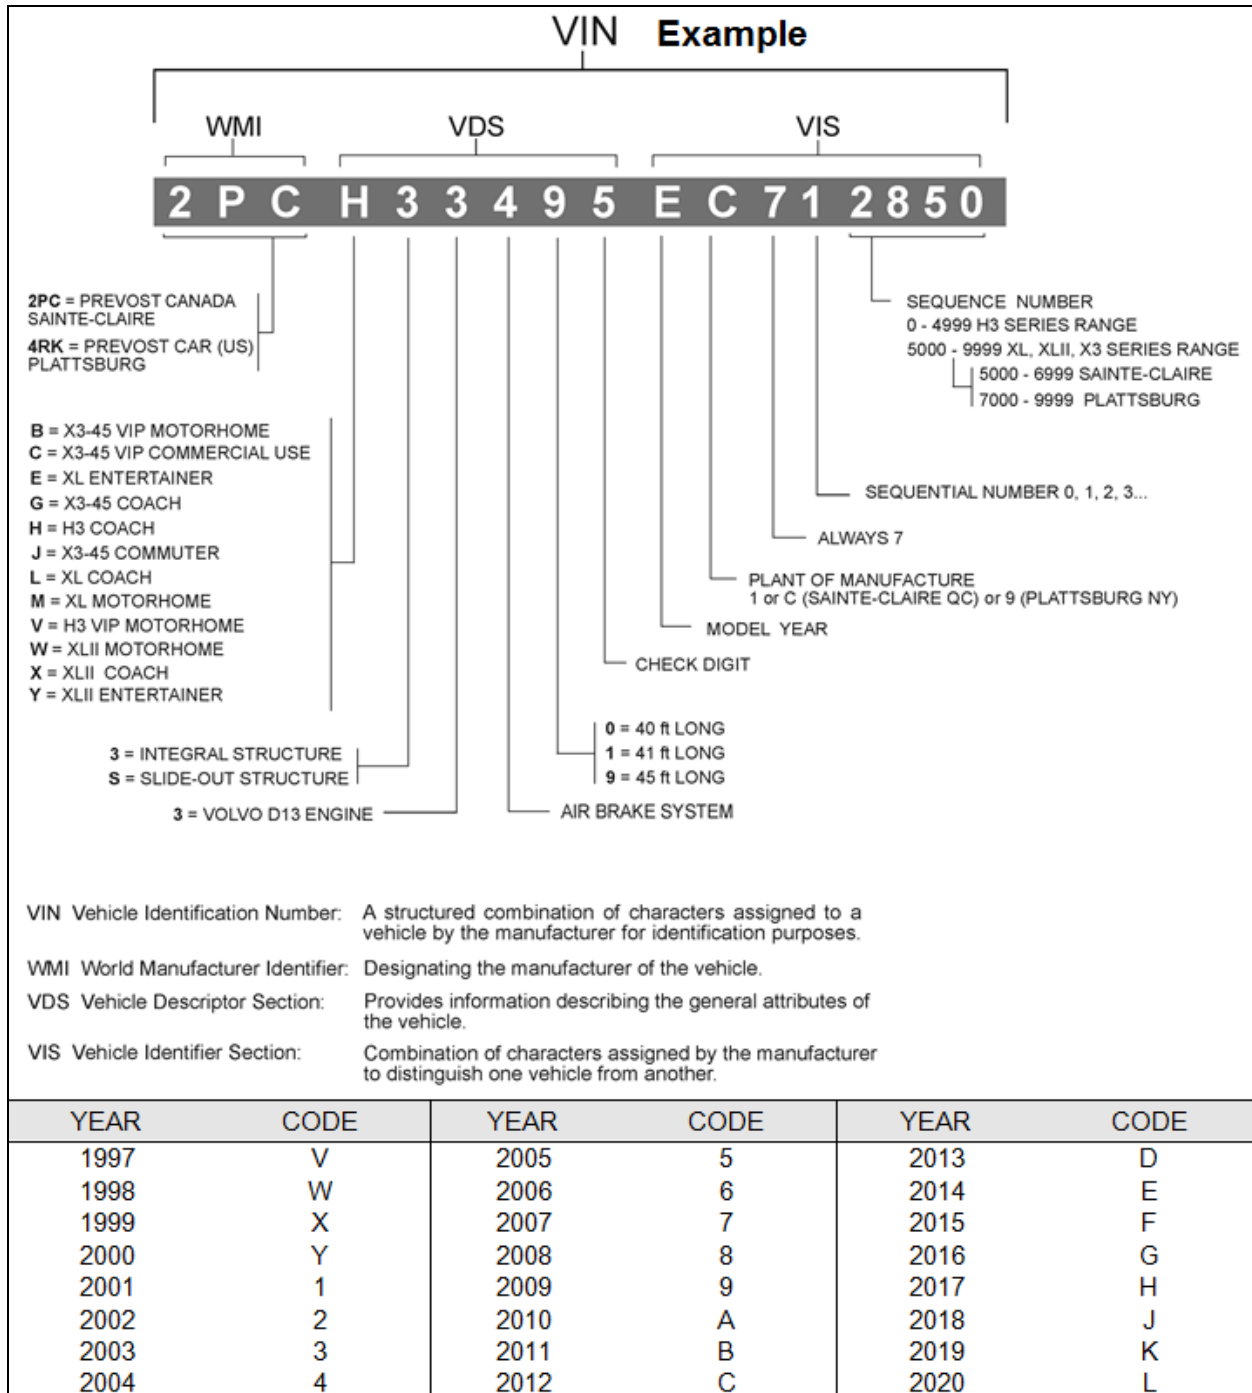 VIN Example
WMI VDS VIS
2 P C H 3 3 4 9 5 E C 7 1 2 8 5 0
2PC = PREVOST CANADA
SAINTE-CLAIRE
4RK = PREVOST CAR (US)
PLATTSBURG
SEQUENCE NUMBER
0 - 4999 H3 SERIES RANGE
5000 - 9999 XL, XLII, X3 SERIES RANGE
5000 - 6999 SAINTE-CLAIRE
7000 - 9999 PLATTSBURG
B = X3-45 VIP MOTORHOME
C = X3-45 VIP COMMERCIAL USE
E = XL ENTERTAINER
G = X3-45 COACH
H = H3 COACH
J = X3-45 COMMUTER
L = XL COACH
M = XL MOTORHOME
V = H3 VIP MOTORHOME
W = XLII MOTORHOME
X = XLII COACH
Y = XLII ENTERTAINER
SEQUENTIAL NUMBER 0, 1, 2, 3...
ALWAYS 7
PLANT OF MANUFACTURE
1 or C (SAINTE-CLAIRE QC) or 9 (PLATTSBURG NY)
MODEL YEAR
CHECK DIGIT
0 = 40 ft LONG
1 = 41 ft LONG
9 = 45 ft LONG
3 = INTEGRAL STRUCTURE
S = SLIDE-OUT STRUCTURE
3 = VOLVO D13 ENGINE
AIR BRAKE SYSTEM
VIN Vehicle Identification Number: A structured combination of characters assigned to a
vehicle by the manufacturer for identification purposes.
WMI World Manufacturer Identifier: Designating the manufacturer of the vehicle.
VDS Vehicle Descriptor Section: Provides information describing the general attributes of
the vehicle.
VIS Vehicle Identifier Section: Combination of characters assigned by the manufacturer
to distinguish one vehicle from another.
YEAR CODE YEAR CODE YEAR CODE
1997 V 2005 5 2013 D
1998 W 2006 6 2014 E
1999 X 2007 7 2015 F
2000 Y 2008 8 2016 G
2001 1 2009 9 2017 H
2002 2 2010 A 2018 J
2003 3 2011 B 2019 K
2004 4 2012 C 2020 L